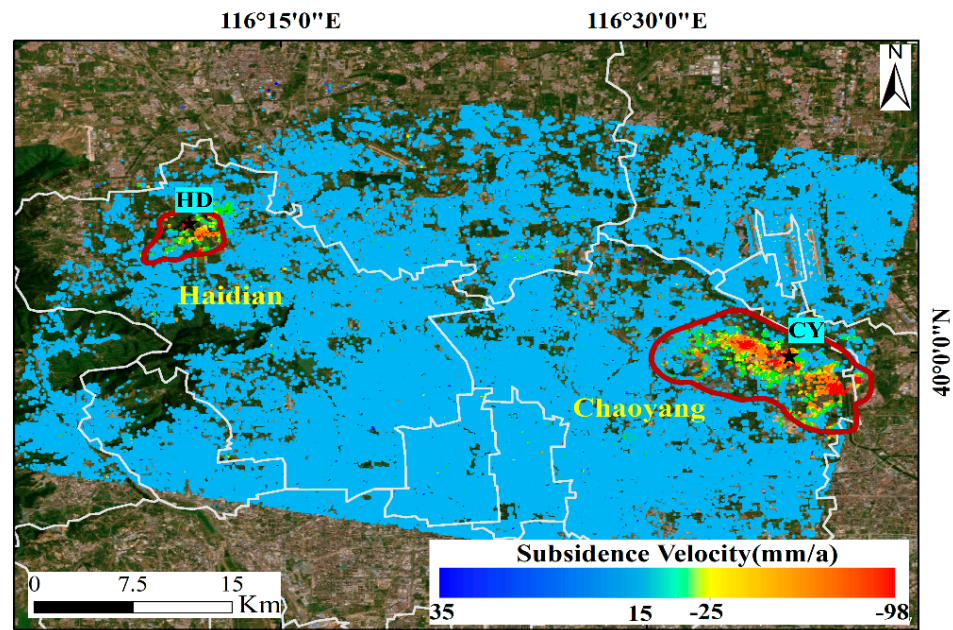 116°15'0"E 116°30'0"E
N
HD
Haidian
CY
Chaoyang
40°0'0"N
Subsidence Velocity(mm/a)
35 15 -25 -98
0 7.5 15
Km